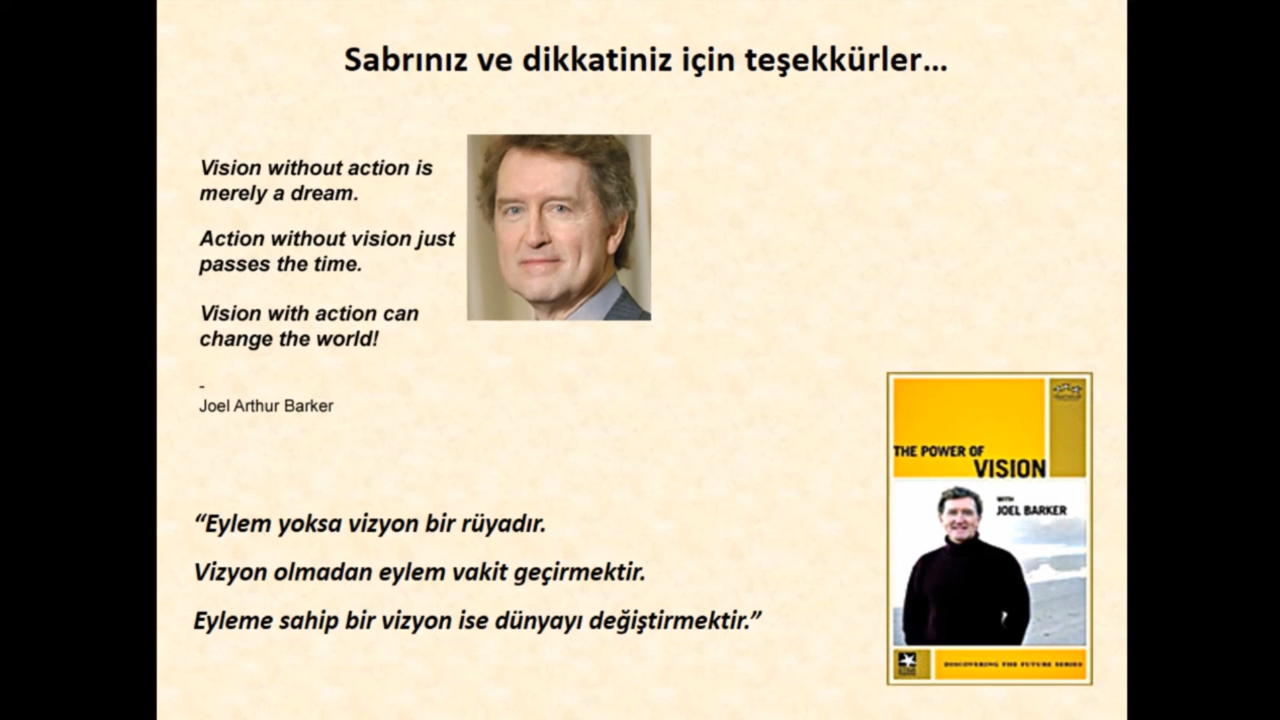 Sabrınız ve dikkatiniz için teşekkürler...
Vision without action is
merely a dream.
Action without vision just
passes the time.
Vision with action can
change the world!
-
Joel Arthur Barker
THE POWER OF
VISION
WITH
JOEL BARKER
DISCOVERING THE FUTURE SERIES
“Eylem yoksa vizyon bir rüyadır.
Vizyon olmadan eylem vakit geçirmektir.
Eyleme sahip bir vizyon ise dünyayı değiştirmektir.”